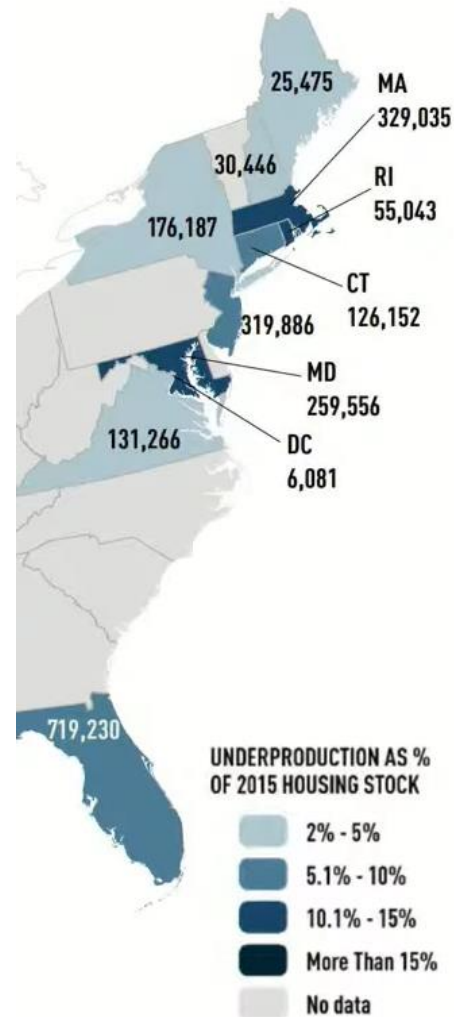 25,475
MA
329,035
30,446
RI
55,043
176,187
CT
126,152
319,886
MD
259,556
131,266
DC
6,081
719,230
UNDERPRODUCTION AS %
OF 2015 HOUSING STOCK
2% - 5%
5.1% - 10%
10.1% - 15%
More Than 15%
No data